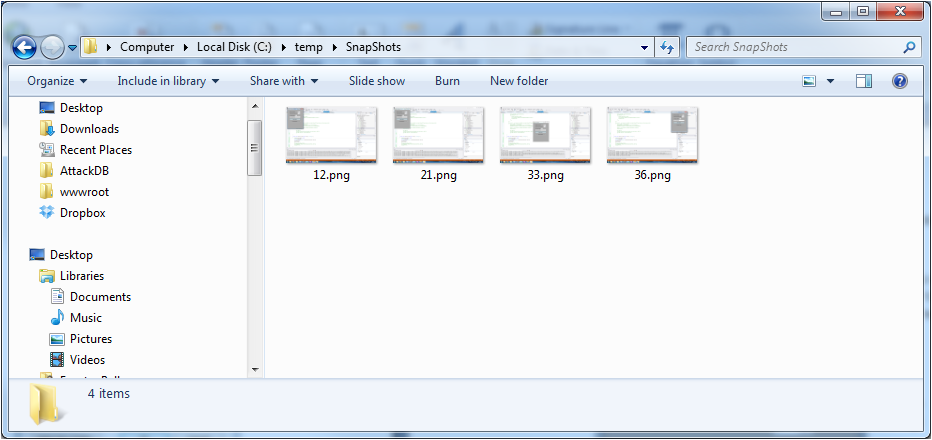 Computer Local Disk (C:) temp SnapShots
Search SnapShots
Organize Include in library Share with Slide show Burn New folder
Desktop
Downloads
Recent Places
AttackDB
wwwroot
Dropbox
Desktop
Libraries
Documents
Music
Pictures
Videos
12.png 21.png 33.png 36.png
4 items